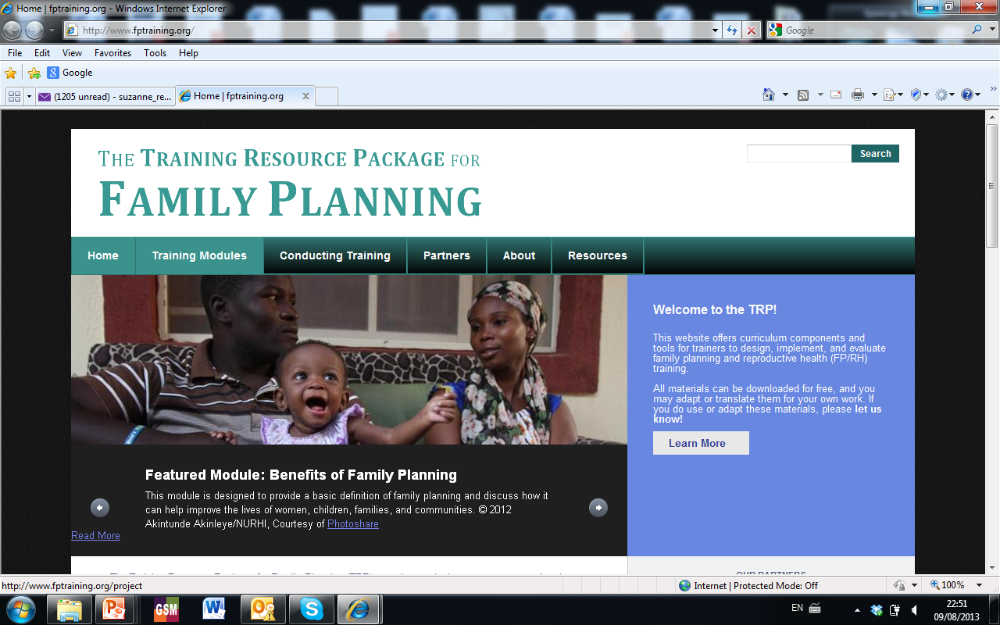 Home | fptraining.org - Windows Internet Explorer
http://www.fptraining.org/
Google
File Edit View Favorites Tools Help
Google
(1205 unread) - suzanne_re...
Home | fptraining.org
THE TRAINING RESOURCE PACKAGE FOR
FAMILY PLANNING
Search
Home Training Modules Conducting Training Partners About Resources
Welcome to the TRP!
This website offers curriculum components and
tools for trainers to design, implement, and evaluate
family planning and reproductive health (FP/RH)
training.
All materials can be downloaded for free, and you
may adapt or translate them for your own work. If
you do use or adapt these materials, please let us
know!
Learn More
Featured Module: Benefits of Family Planning
This module is designed to provide a basic definition of family planning and discuss how it
can help improve the lives of women, children, families, and communities. © 2012
Akintunde Akinleye/NURHI, Courtesy of Photoshare
Read More
OUR PARTNERS
http://www.fptraining.org/project
Internet | Protected Mode: Off
100%
GSM
EN
22:51
09/08/2013